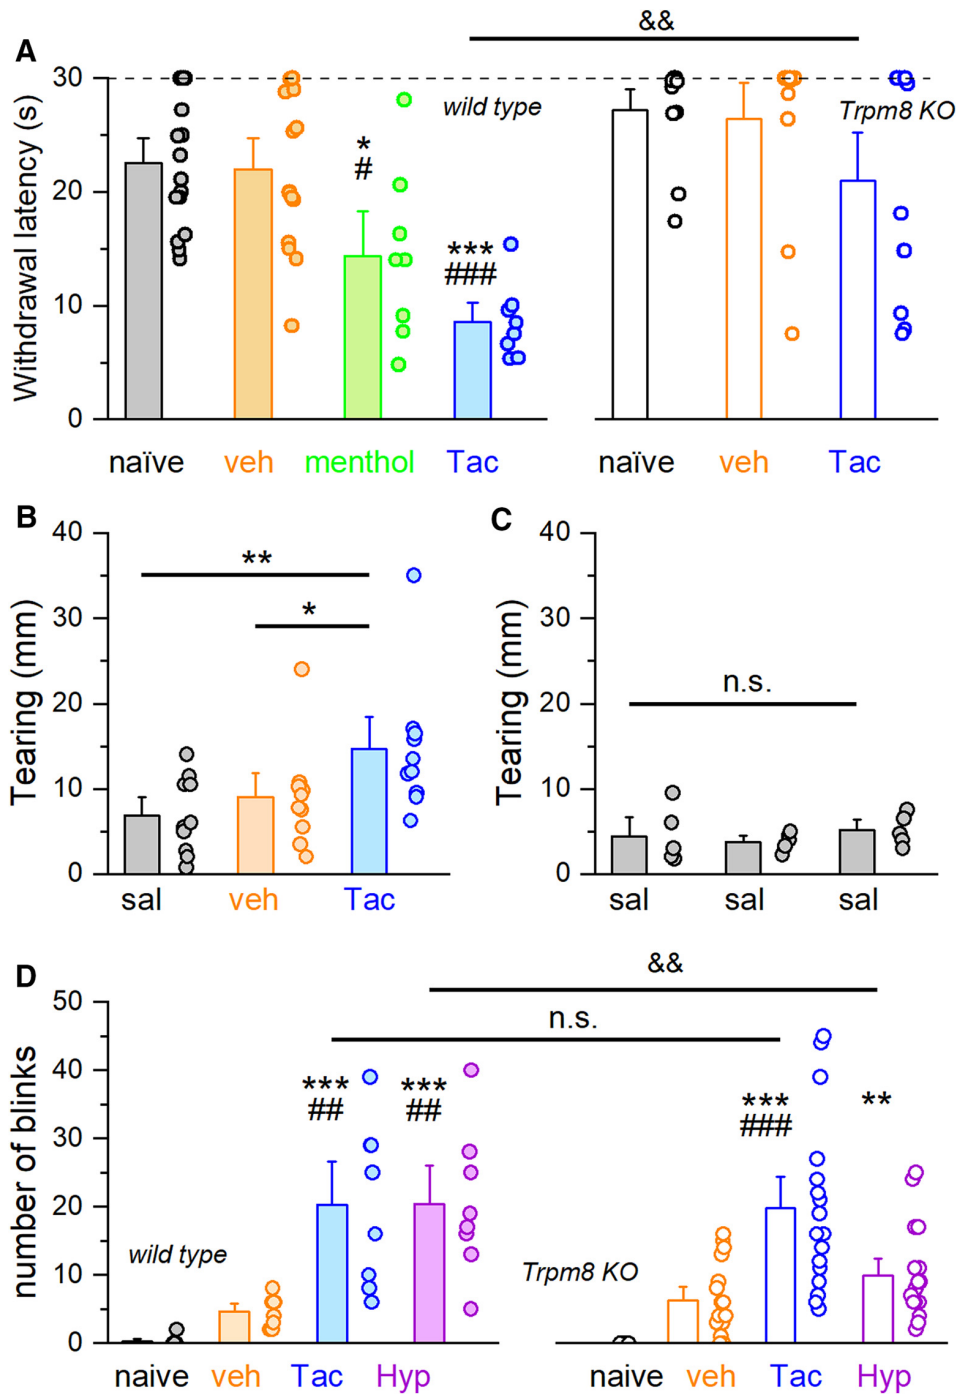 &&
A
30
wild type
Trpm8 KO
*
#
20
***
###
10
0
Withdrawal latency (s)
naïve veh menthol Tac
naïve veh Tac
B
40
**
30
*
20
10
0
Tearing (mm)
sal veh Tac
C
40
30
n.s.
20
10
0
Tearing (mm)
sal sal sal
D
&&
50
n.s.
40
***
##
***
##
***
###
**
30
20
wild type
Trpm8 KO
10
0
number of blinks
naive veh Tac Hyp
naive veh Tac Hyp